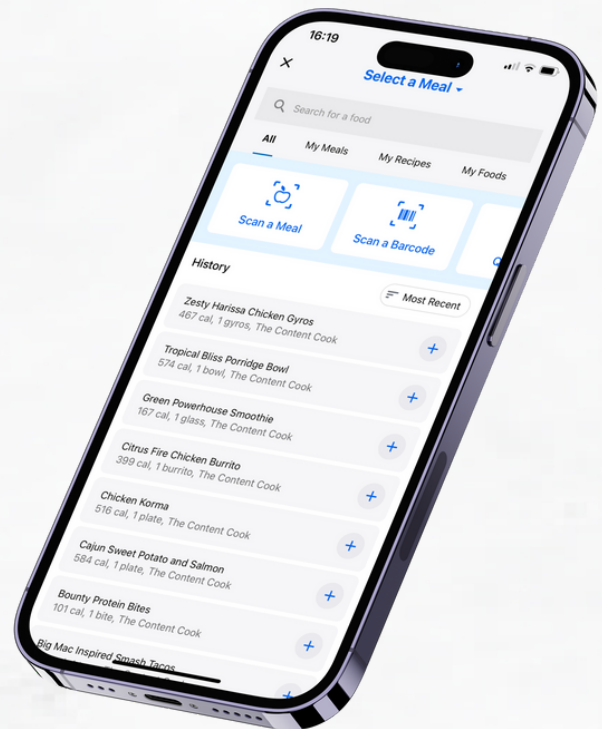 16:19
Select a Meal
Search for a food
All My Meals My Recipes My Foods
Scan a Meal Scan a Barcode
History
Most Recent
Zesty Harissa Chicken Gyros
467 cal, 1 gyros, The Content Cook
Tropical Bliss Porridge Bowl
574 cal, 1 bowl, The Content Cook
Green Powerhouse Smoothie
167 cal, 1 glass, The Content Cook
Citrus Fire Chicken Burrito
399 cal, 1 burrito, The Content Cook
Chicken Korma
516 cal, 1 plate, The Content Cook
Cajun Sweet Potato and Salmon
584 cal, 1 plate, The Content Cook
Bounty Protein Bites
101 cal, 1 bite, The Content Cook
Big Mac Inspired Smash Tacos